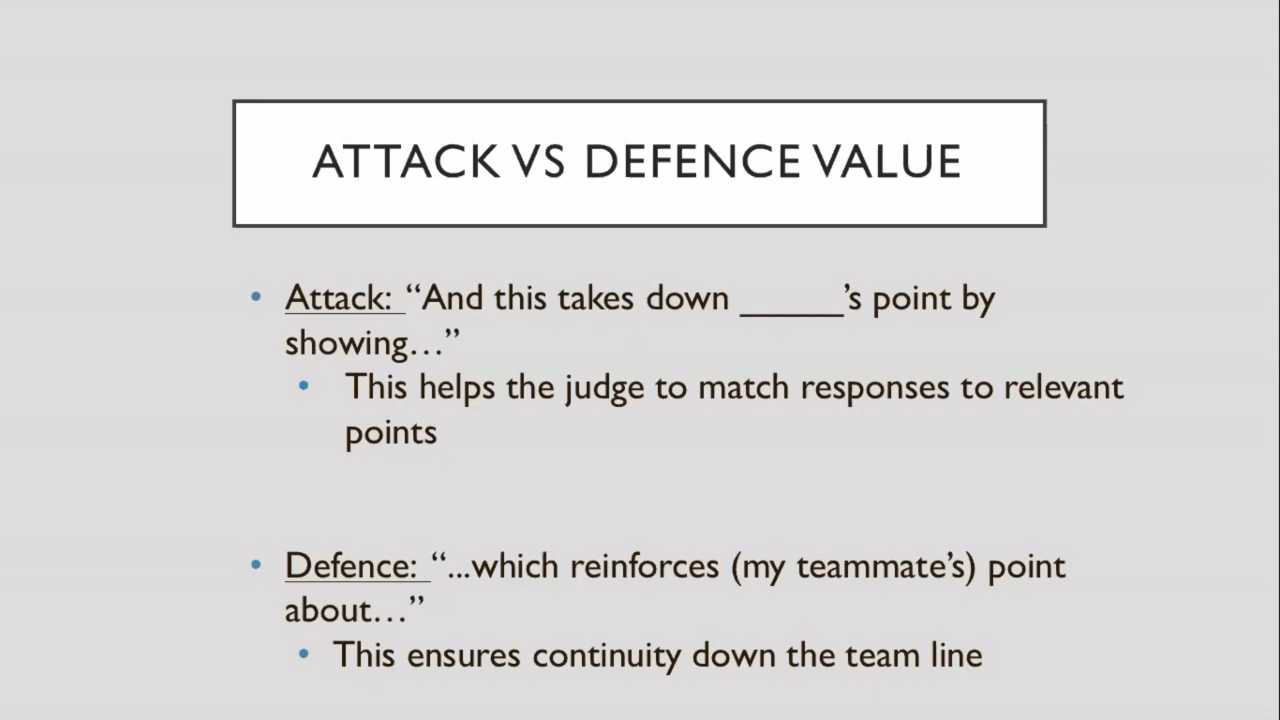 ATTACK VS DEFENCE VALUE
• Attack: “And this takes down _____’s point by
showing…”
• This helps the judge to match responses to relevant
points
• Defence: “...which reinforces (my teammate’s) point
about…”
• This ensures continuity down the team line